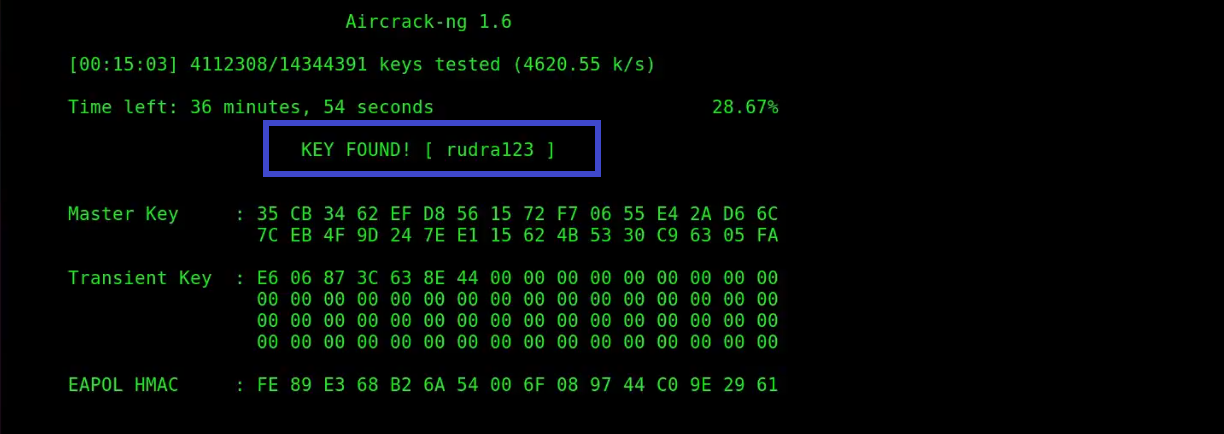 Aircrack-ng 1.6
[00:15:03] 4112308/14344391 keys tested (4620.55 k/s)
Time left: 36 minutes, 54 seconds 28.67%
KEY FOUND! [ rudra123 ]
Master Key : 35 CB 34 62 EF D8 56 15 72 F7 06 55 E4 2A D6 6C
7C EB 4F 9D 24 7E E1 15 62 4B 53 30 C9 63 05 FA
Transient Key : E6 06 87 3C 63 8E 44 00 00 00 00 00 00 00 00 00
00 00 00 00 00 00 00 00 00 00 00 00 00 00 00 00
00 00 00 00 00 00 00 00 00 00 00 00 00 00 00 00
00 00 00 00 00 00 00 00 00 00 00 00 00 00 00 00
EAPOL HMAC : FE 89 E3 68 B2 6A 54 00 6F 08 97 44 C0 9E 29 61